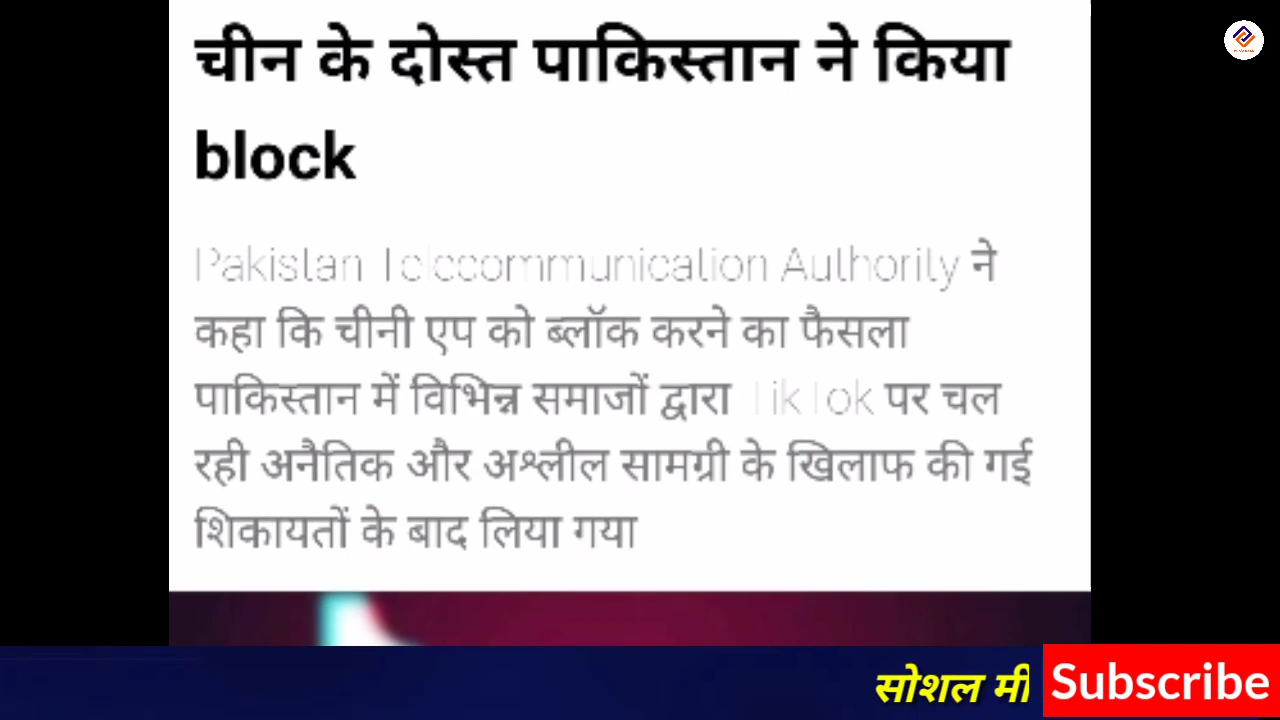 चीन के दोस्त पाकिस्तान ने किया
block
Pakistan Telecommunication Authority ने
कहा कि चीनी एप को ब्लॉक करने का फैसला
पाकिस्तान में विभिन्न समाजों द्वारा TikTok पर चल
रही अनैतिक और अश्लील सामग्री के खिलाफ की गई
शिकायतों के बाद लिया गया
सोशल मी
Subscribe